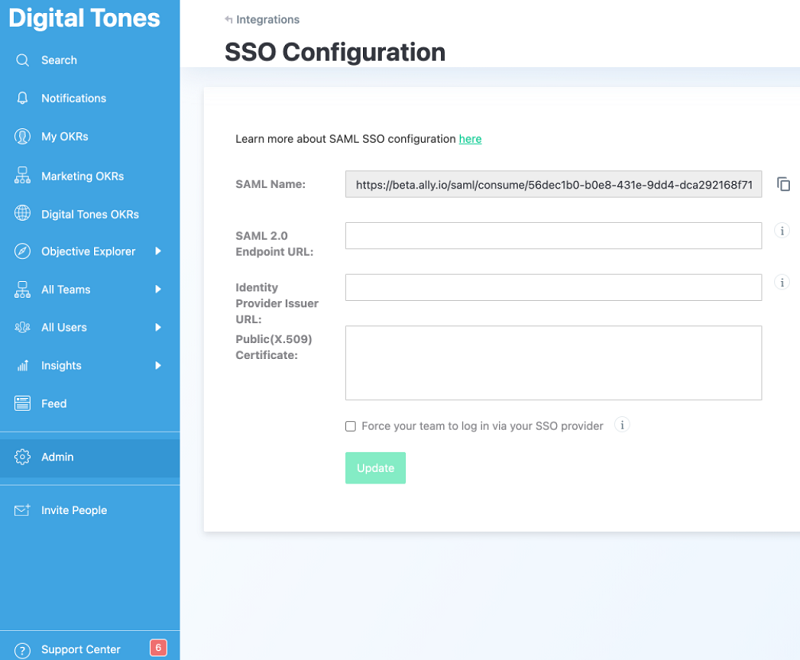 Digital Tones
Search
Notifications
My OKRs
Marketing OKRs
Digital Tones OKRs
Objective Explorer
All Teams
All Users
Insights
Feed
Admin
Invite People
Support Center 6
Integrations
SSO Configuration
Learn more about SAML SSO configuration here
SAML Name:
https://beta.ally.io/saml/consume/56dec1b0-b0e8-431e-9dd4-dca292168f71
SAML 2.0
Endpoint URL:
Identity
Provider Issuer
URL:
Public(X.509)
Certificate:
Force your team to log in via your SSO provider
Update